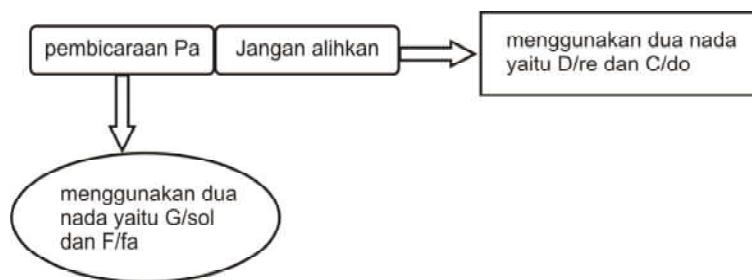 pembicaraan Pa
Jangan alihkan
menggunakan dua nada
yaitu D/re dan C/do
menggunakan dua
nada yaitu G/sol
dan F/fa